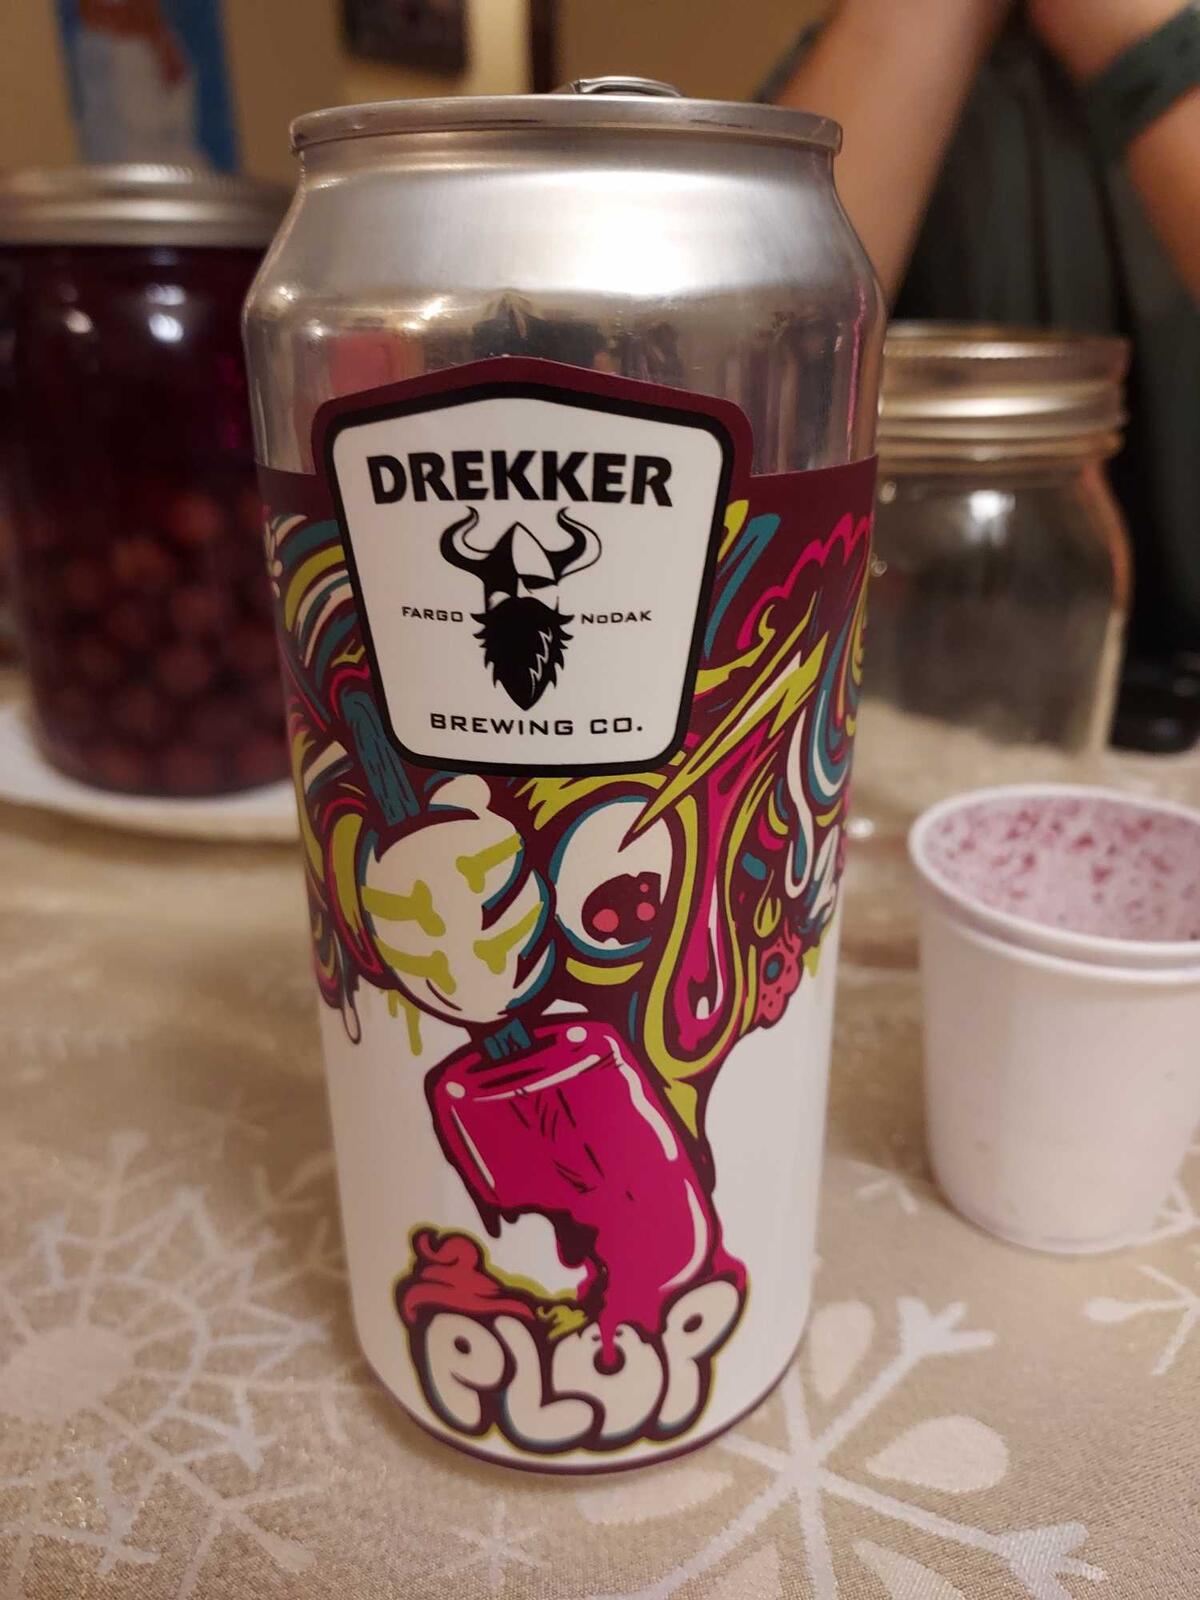 DREKKER
FARGO NoDAK
BREWING CO.
PLUP